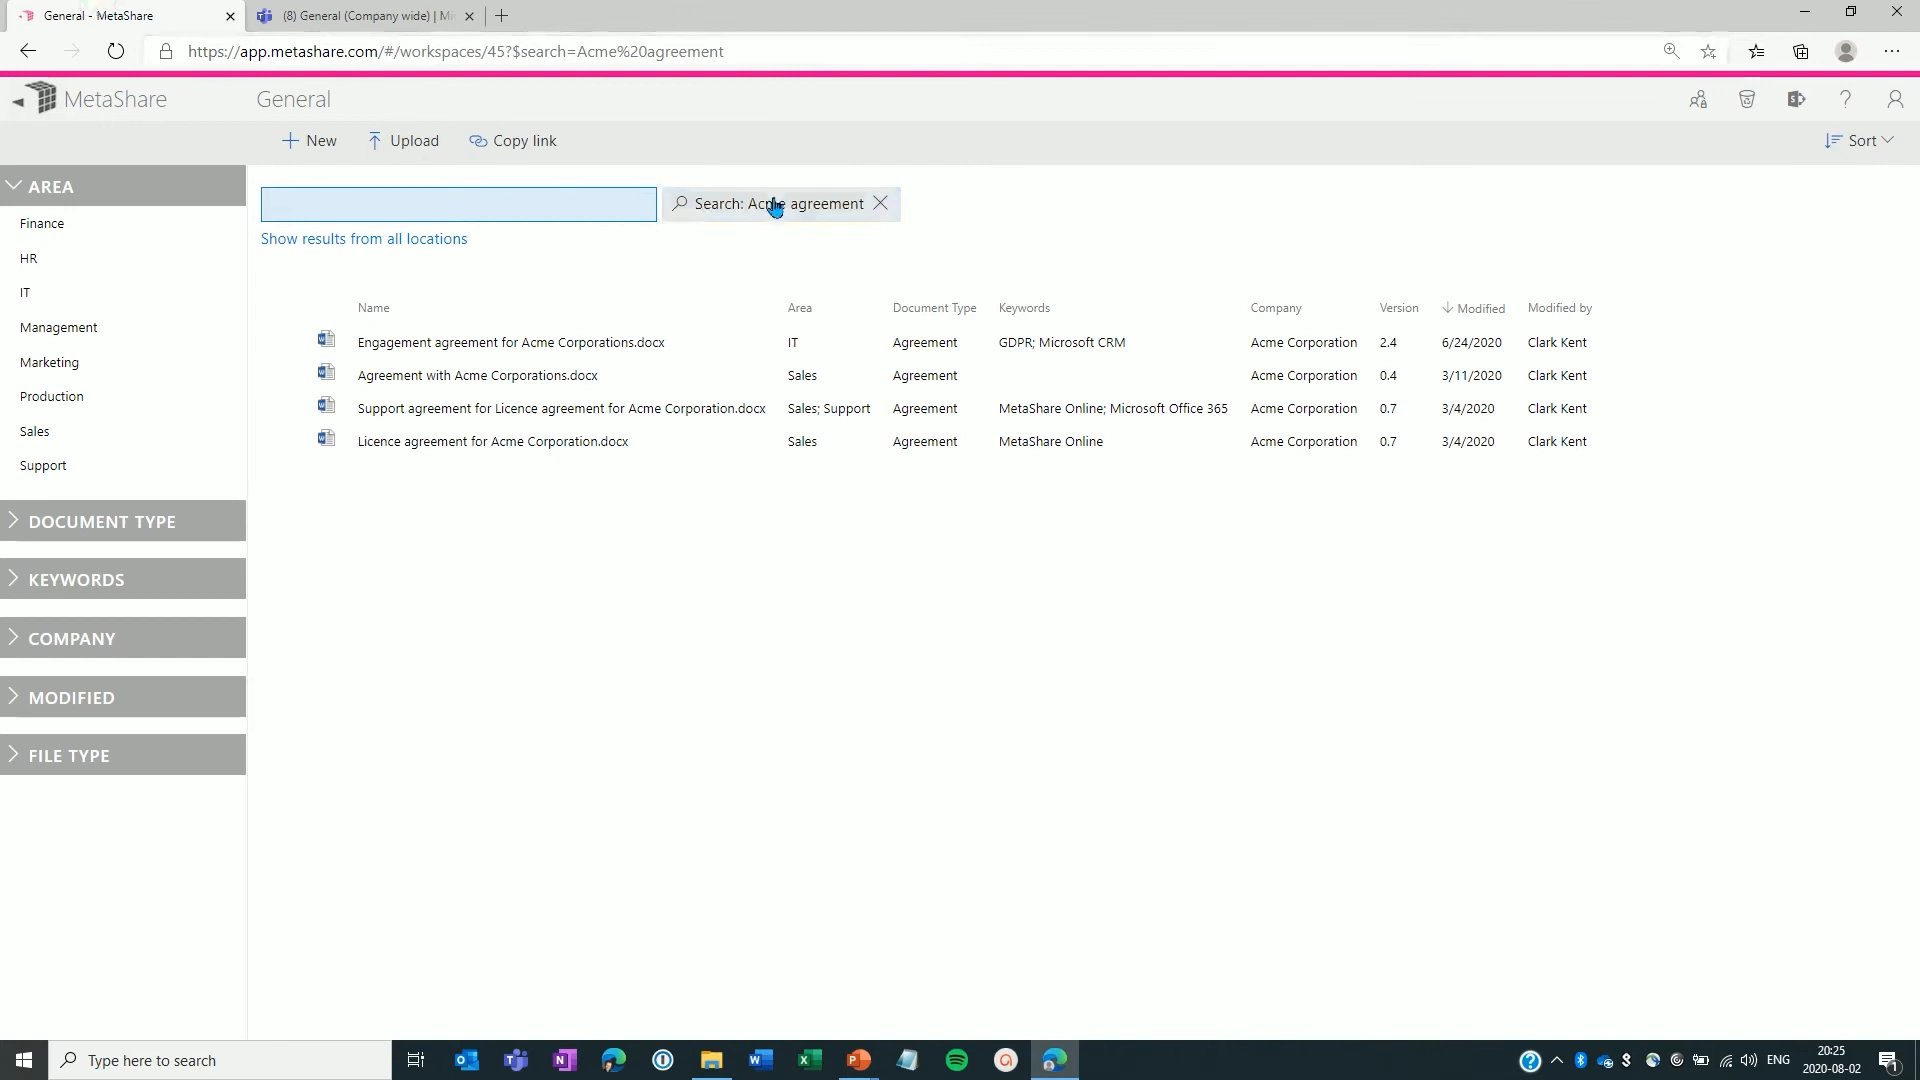 General - MetaShare
(8) General (Company wide) | Mi
https://app.metashare.com/#/workspaces/45?$search=Acme%20agreement
MetaShare
General
New
Upload
Copy link
Sort
AREA
Finance
HR
IT
Management
Marketing
Production
Sales
Support
DOCUMENT TYPE
KEYWORDS
COMPANY
MODIFIED
FILE TYPE
Search: Acme agreement
Show results from all locations
Name Area Document Type Keywords Company Version Modified Modified by
Engagement agreement for Acme Corporations.docx IT Agreement GDPR; Microsoft CRM Acme Corporation 2.4 6/24/2020 Clark Kent
Agreement with Acme Corporations.docx Sales Agreement Acme Corporation 0.4 3/11/2020 Clark Kent
Support agreement for Licence agreement for Acme Corporation.docx Sales; Support Agreement MetaShare Online; Microsoft Office 365 Acme Corporation 0.7 3/4/2020 Clark Kent
Licence agreement for Acme Corporation.docx Sales Agreement MetaShare Online Acme Corporation 0.7 3/4/2020 Clark Kent
Type here to search
ENG
20:25
2020-08-02
1